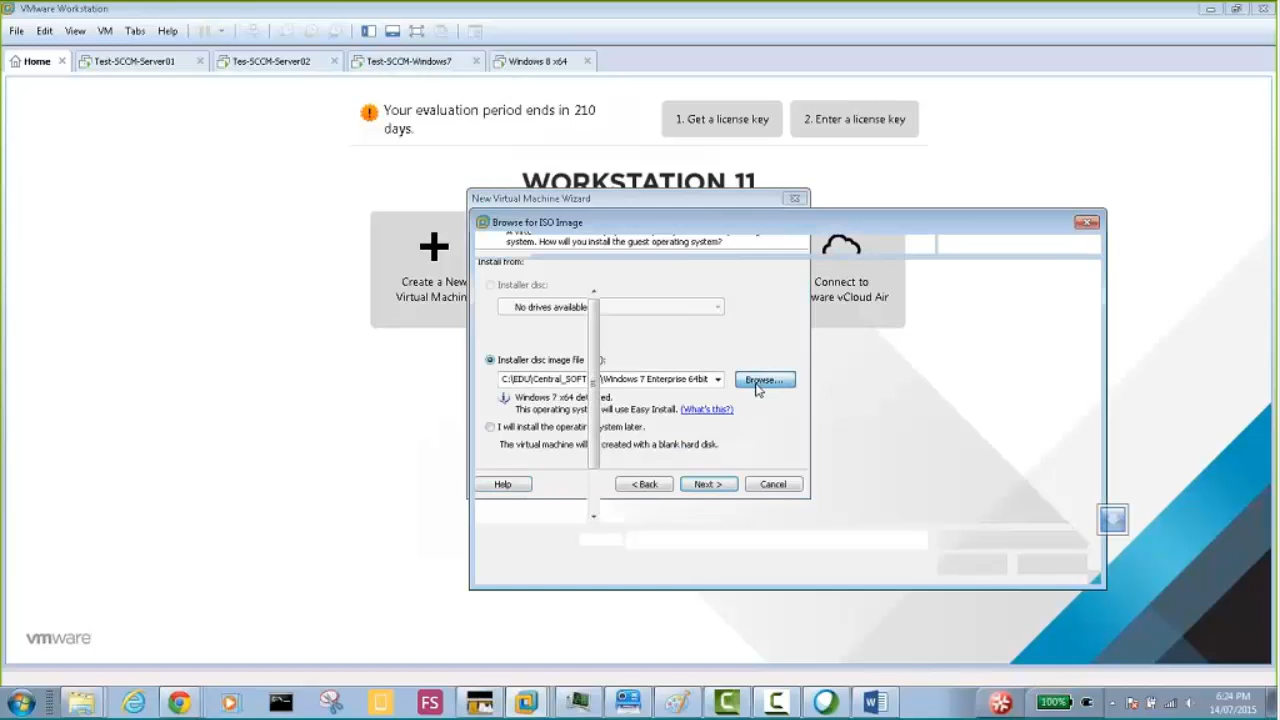 VMware Workstation
File Edit View VM Tabs Help
Home Test-SCCM-Server01 Tes-SCCM-Server02 Test-SCCM-Windows7 Windows 8 x64
Your evaluation period ends in 210
days.
1. Get a license key
2. Enter a license key
WORKSTATION 11
New Virtual Machine Wizard
Browse for ISO Image
system. How will you install the guest operating system?
Install from:
Installer disc:
No drives available
Create a New
Virtual Machin
Connect to
ware vCloud Air
Installer disc image file ):
C:\EDU\Central_SOFT \Windows 7 Enterprise 64bit
Browse...
Windows 7 x64 de d.
This operating syst will use Easy Install. (What's this?)
I will install the operatin ystem later.
The virtual machine will created with a blank hard disk.
Help
< Back
Next >
Cancel
vmware
FS
100%
6:24 PM
14/07/2015